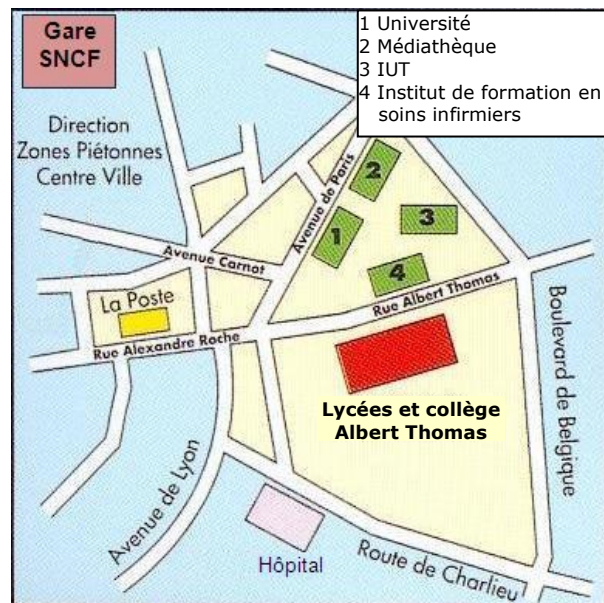 Gare
SNCF
1 Université
2 Médiathèque
3 IUT
4 Institut de formation en
soins infirmiers
Direction
Zones Piétonnes
Centre Ville
Avenue de Paris
2
1
3
4
Avenue Carnot
La Poste
Rue Alexandre Roche
Rue Albert Thomas
Boulevard de Belgique
Lycées et collège
Albert Thomas
Avenue de Lyon
Hôpital
Route de Charlieu